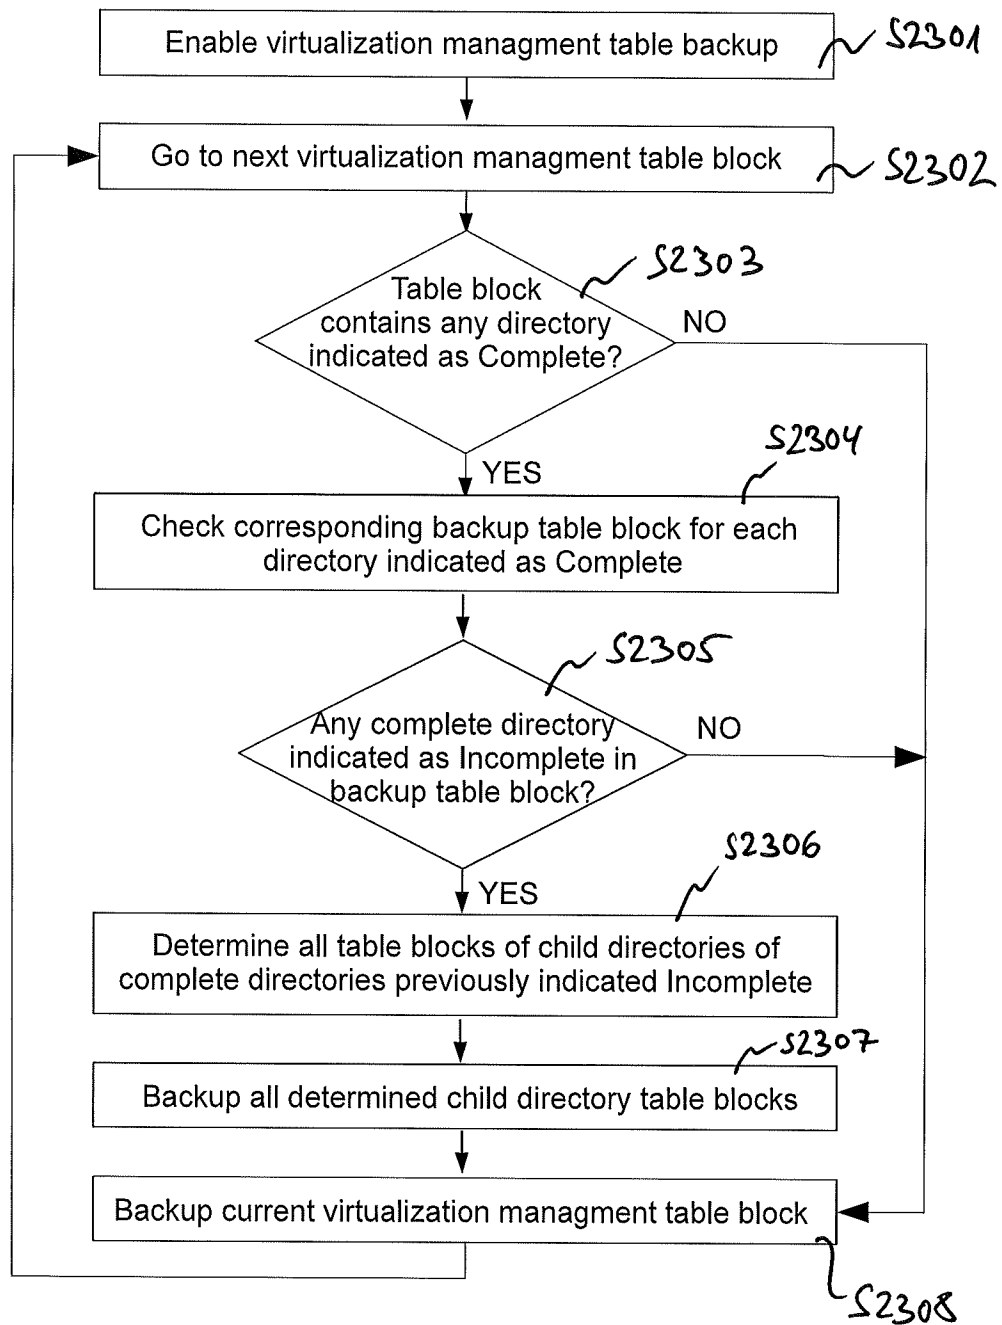 Enable virtualization managment table backup
S2301
Go to next virtualization managment table block
S2302
S2303
Table block
contains any directory
indicated as Complete?
NO
YES
S2304
Check corresponding backup table block for each
directory indicated as Complete
S2305
Any complete directory
indicated as Incomplete in
backup table block?
NO
YES
S2306
Determine all table blocks of child directories of
complete directories previously indicated Incomplete
S2307
Backup all determined child directory table blocks
Backup current virtualization managment table block
S2308